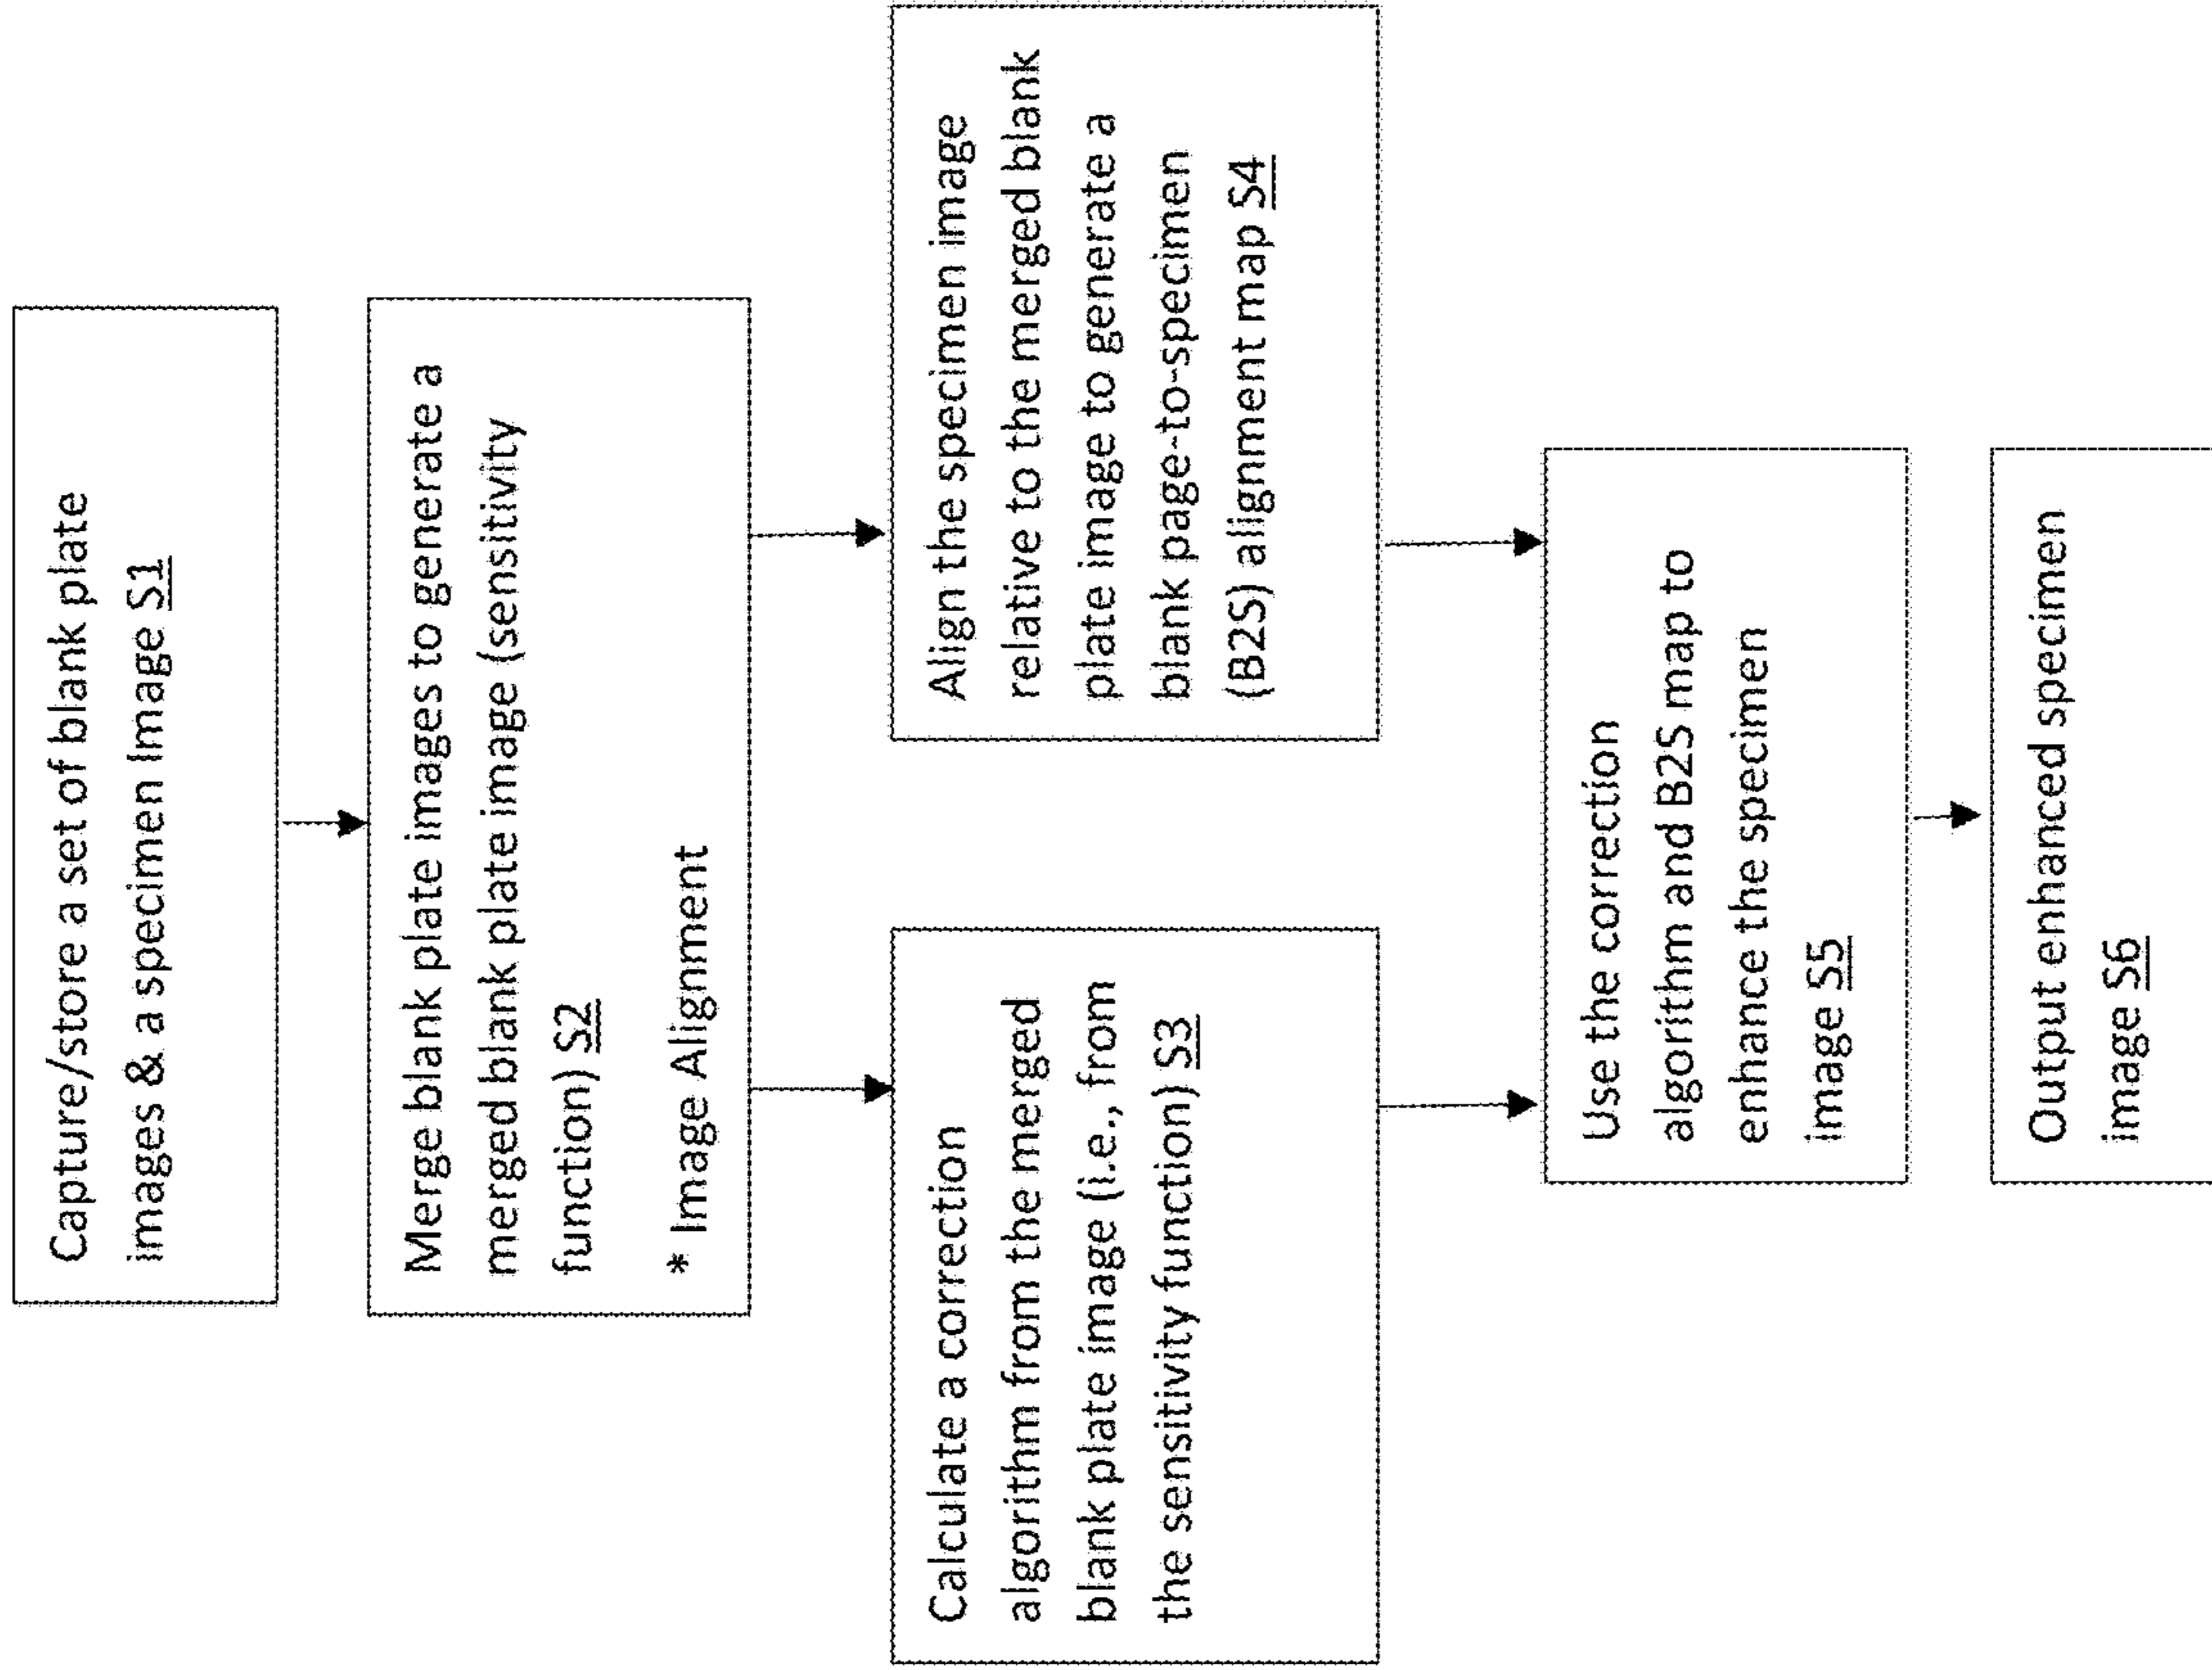 Capture/store a set of blank plate
images & a specimen Image S1
Merge blank plate images to generate a
merged blank plate image (sensitivity
function) S2
* Image Alignment
Calculate a correction
algorithm from the merged
blank plate image (i.e., from
the sensitivity function) S3
Align the specimen image
relative to the merged blank
plate image to generate a
blank page-to-specimen
(B2S) alignment map S4
Use the correction
algorithm and B2S map to
enhance the specimen
image S5
Output enhanced specimen
image S6